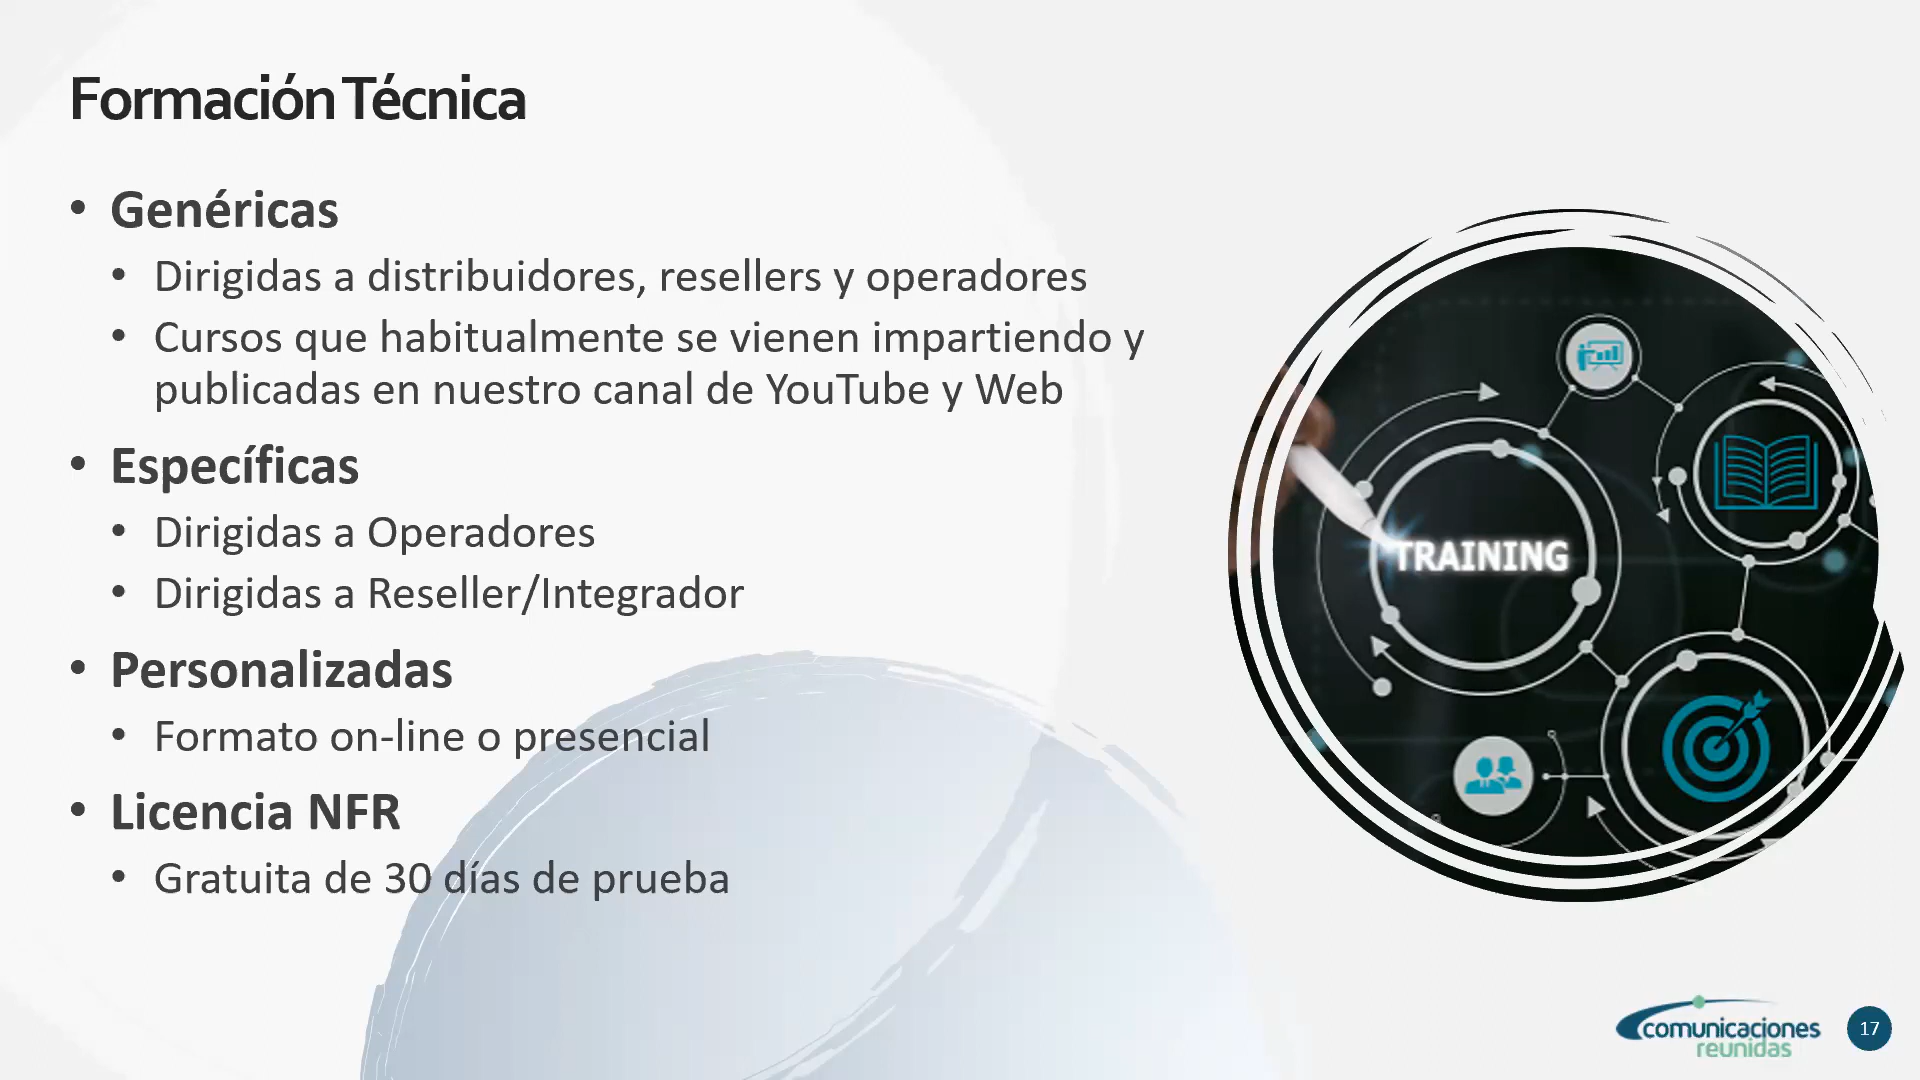 Formación Técnica
• Genéricas
• Dirigidas a distribuidores, resellers y operadores
• Cursos que habitualmente se vienen impartiendo y
publicadas en nuestro canal de YouTube y Web
• Específicas
• Dirigidas a Operadores
• Dirigidas a Reseller/Integrador
• Personalizadas
• Formato on-line o presencial
• Licencia NFR
• Gratuita de 30 días de prueba
TRAINING
comunicaciones
reunidas
17